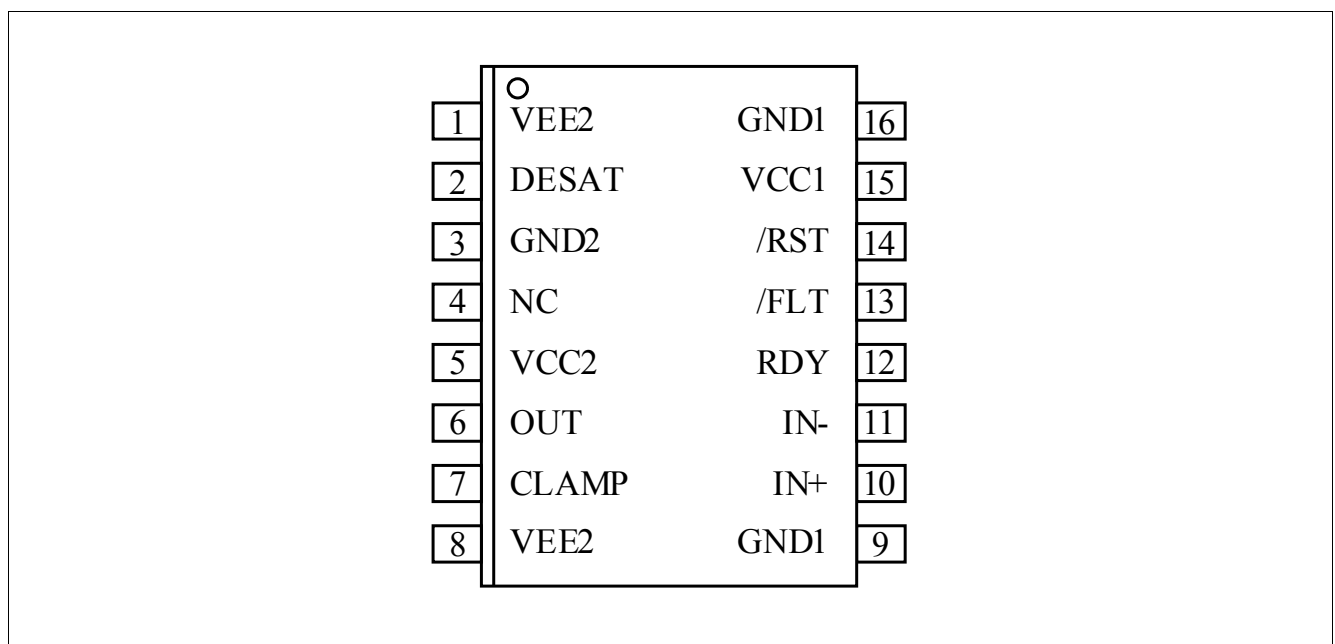 1 VEE2 GND1 16
2 DESAT VCC1 15
3 GND2 /RST 14
4 NC /FLT 13
5 VCC2 RDY 12
6 OUT IN- 11
7 CLAMP IN+ 10
8 VEE2 GND1 9